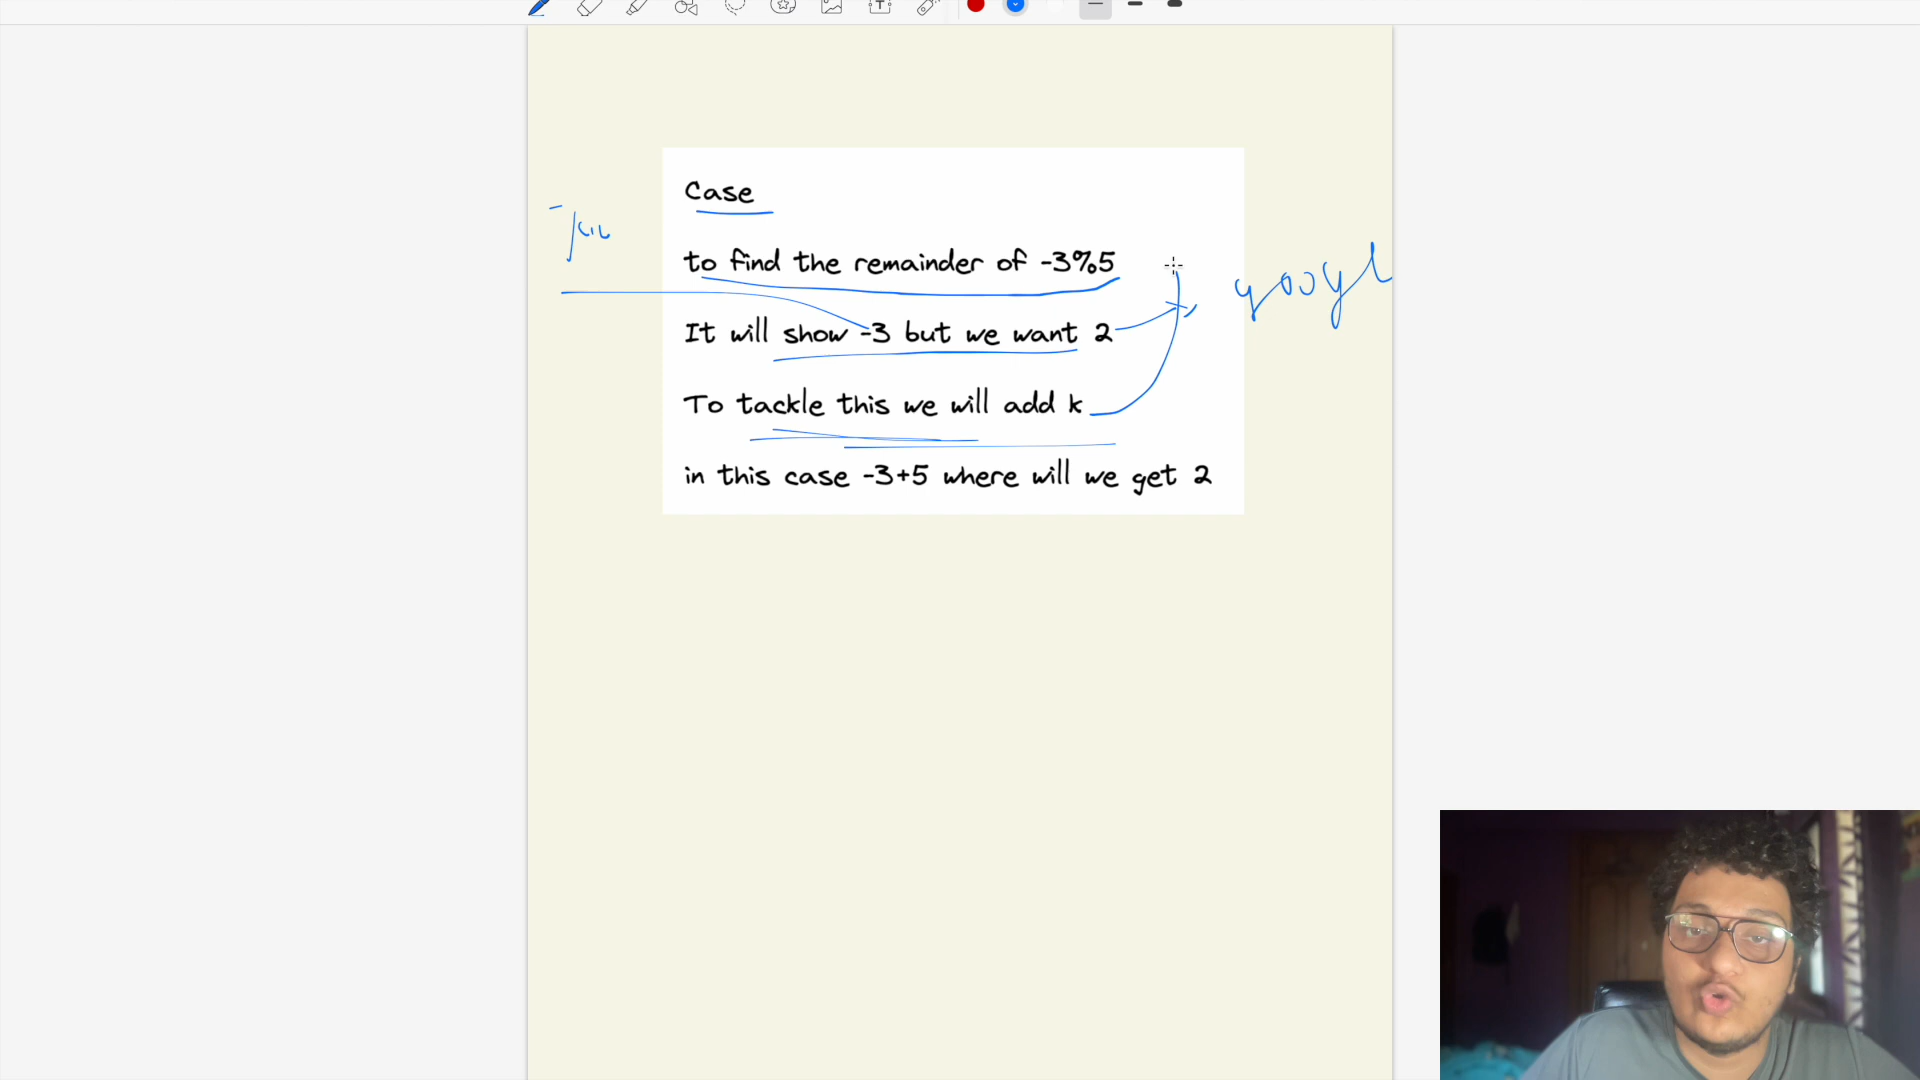 Case
to find the remainder of -3%5
It will show -3 but we want 2
googl
To tackle this we will add k
in this case -3+5 where will we get 2